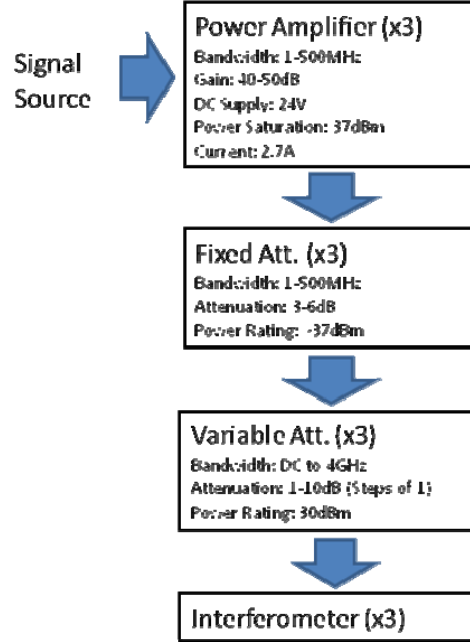 Signal
Source
Power Amplifier (x3)
Bandwidth: 1-500MHz
Gain: 40-50dB
DC Supply: 24V
Power Saturation: 37dBm
Current: 2.7A
Fixed Att. (x3)
Bandwidth: 1-500MHz
Attenuation: 3-6dB
Power Rating: ~37dBm
Variable Att. (x3)
Bandwidth: DC to 4GHz
Attenuation: 1-10dB (Steps of 1)
Power Rating: 30dBm
Interferometer (x3)